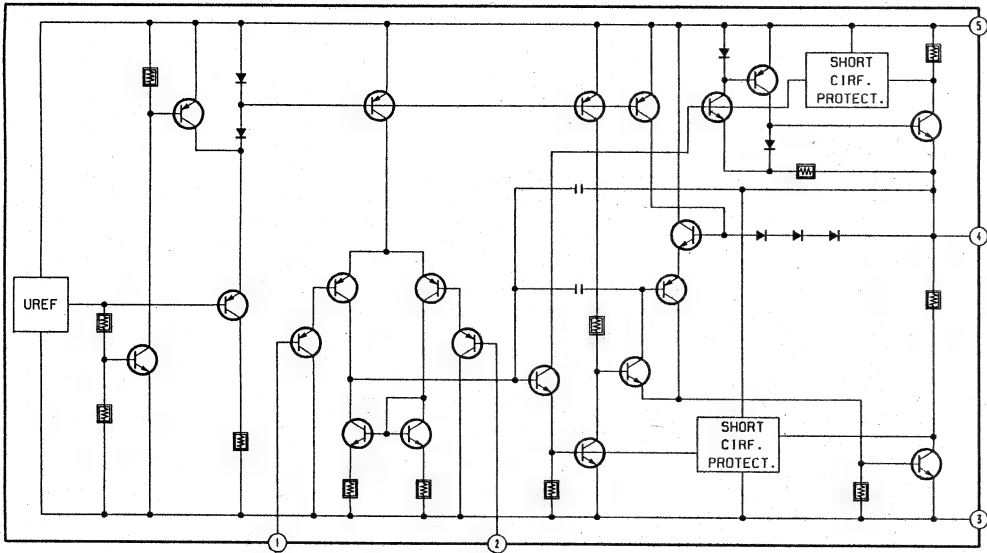 5
SHORT
CIRF.
PROTECT.
4
UREF
SHORT
CIRF.
PROTECT.
3
1
2